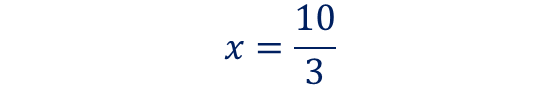 x = 10/3